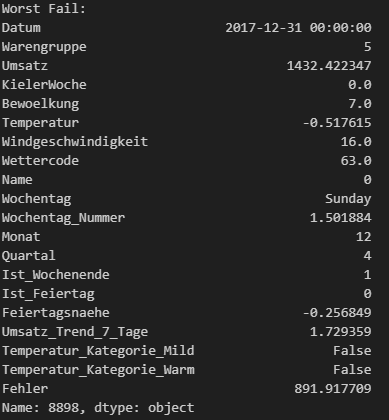 Worst Fail:
Datum 2017-12-31 00:00:00
Warengruppe 5
Umsatz 1432.422347
KielerWoche 0.0
Bewoelkung 7.0
Temperatur -0.517615
Windgeschwindigkeit 16.0
Wettercode 63.0
Name 0
Wochentag Sunday
Wochentag_Nummer 1.501884
Monat 12
Quartal 4
Ist_Wochenende 1
Ist_Feiertag 0
Feiertagsnaehe -0.256849
Umsatz_Trend_7_Tage 1.729359
Temperatur_Kategorie_Mild False
Temperatur_Kategorie_Warm False
Fehler 891.917709
Name: 8898, dtype: object